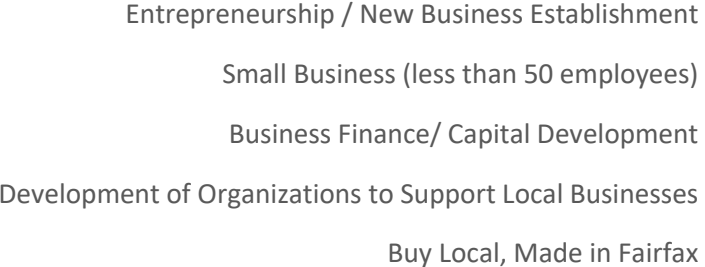 Entrepreneurship / New Business Establishment
Small Business (less than 50 employees)
Business Finance/ Capital Development
Development of Organizations to Support Local Businesses
Buy Local, Made in Fairfax